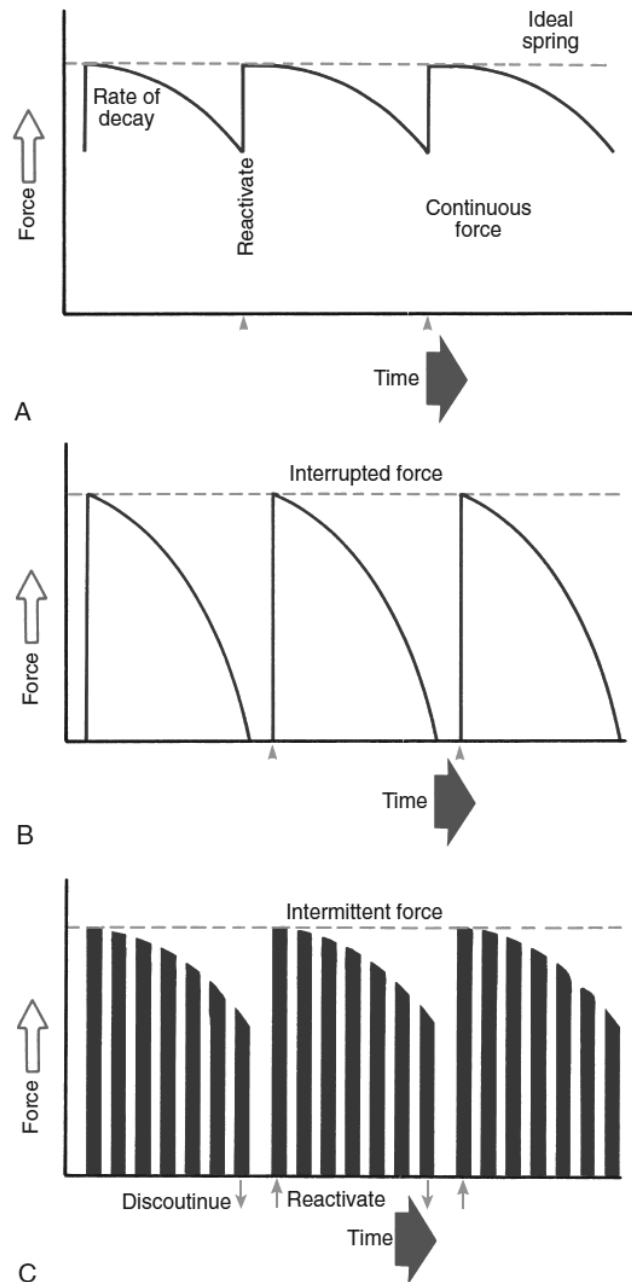 Ideal
spring
Rate of
decay
Force
Reactivate
Continuous
force
Time
A
Interrupted force
Force
Time
B
Intermittent force
Force
Discoutinue
Reactivate
Time
C